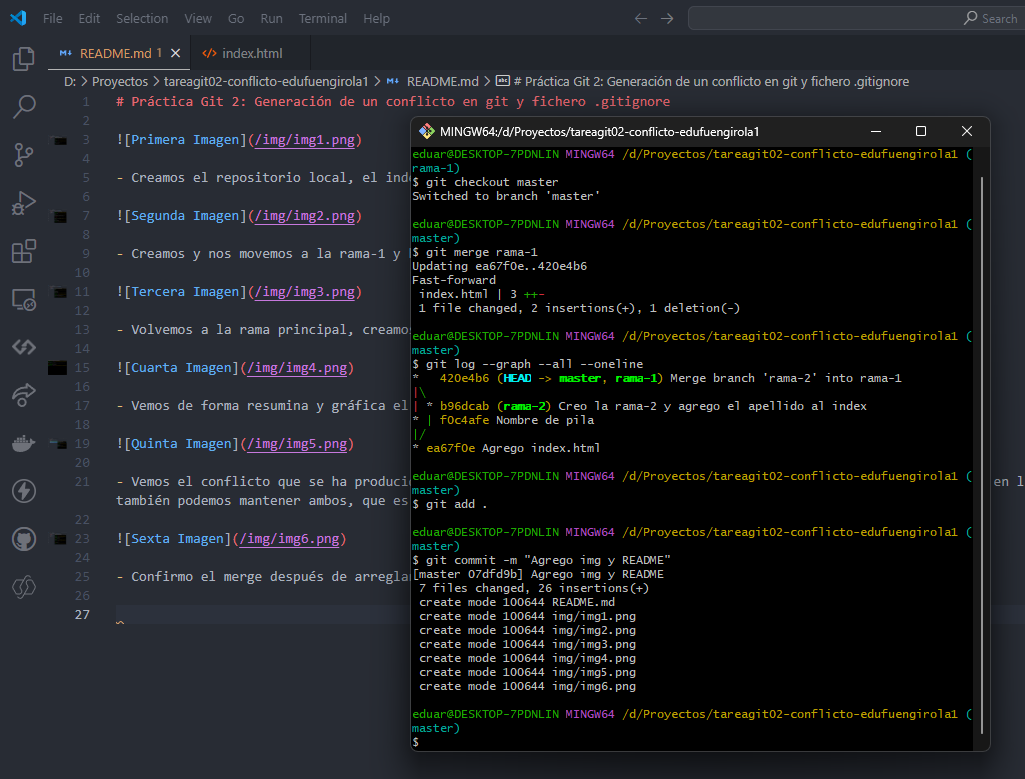 File Edit Selection View Go Run Terminal Help
Search
README.md 1
index.html
D: > Proyectos > tareagit02-conflicto-edufuengirola1 > README.md > # Práctica Git 2: Generación de un conflicto en git y fichero .gitignore
1 # Práctica Git 2: Generación de un conflicto en git y fichero .gitignore
2
3 ![Primera Imagen](/img/img1.png)
4
5 - Creamos el repositorio local, el ind
6
7 ![Segunda Imagen](/img/img2.png)
8
9 - Creamos y nos movemos a la rama-1 y
10
11 ![Tercera Imagen](/img/img3.png)
12
13 - Volvemos a la rama principal, creamo
14
15 ![Cuarta Imagen](/img/img4.png)
16
17 - Vemos de forma resumina y gráfica el
18
19 ![Quinta Imagen](/img/img5.png)
20
21 - Vemos el conflicto que se ha produci en l
también podemos mantener ambos, que es
22
23 ![Sexta Imagen](/img/img6.png)
24
25 - Confirmo el merge después de arregla
26
27
MINGW64:/d/Proyectos/tareagit02-conflicto-edufuengirola1
eduar@DESKTOP-7PDNLIN MINGW64 /d/Proyectos/tareagit02-conflicto-edufuengirola1 (
rama-1)
$ git checkout master
Switched to branch 'master'
eduar@DESKTOP-7PDNLIN MINGW64 /d/Proyectos/tareagit02-conflicto-edufuengirola1 (
master)
$ git merge rama-1
Updating ea67f0e..420e4b6
Fast-forward
index.html | 3 ++-
1 file changed, 2 insertions(+), 1 deletion(-)
eduar@DESKTOP-7PDNLIN MINGW64 /d/Proyectos/tareagit02-conflicto-edufuengirola1 (
master)
$ git log --graph --all --oneline
*   420e4b6 (HEAD -> master, rama-1) Merge branch 'rama-2' into rama-1
|\
| * b96dcab (rama-2) Creo la rama-2 y agrego el apellido al index
* | f0c4afe Nombre de pila
|/
* ea67f0e Agrego index.html
eduar@DESKTOP-7PDNLIN MINGW64 /d/Proyectos/tareagit02-conflicto-edufuengirola1 (
master)
$ git add .
eduar@DESKTOP-7PDNLIN MINGW64 /d/Proyectos/tareagit02-conflicto-edufuengirola1 (
master)
$ git commit -m "Agrego img y README"
[master 07dfd9b] Agrego img y README
7 files changed, 26 insertions(+)
create mode 100644 README.md
create mode 100644 img/img1.png
create mode 100644 img/img2.png
create mode 100644 img/img3.png
create mode 100644 img/img4.png
create mode 100644 img/img5.png
create mode 100644 img/img6.png
eduar@DESKTOP-7PDNLIN MINGW64 /d/Proyectos/tareagit02-conflicto-edufuengirola1 (
master)
$